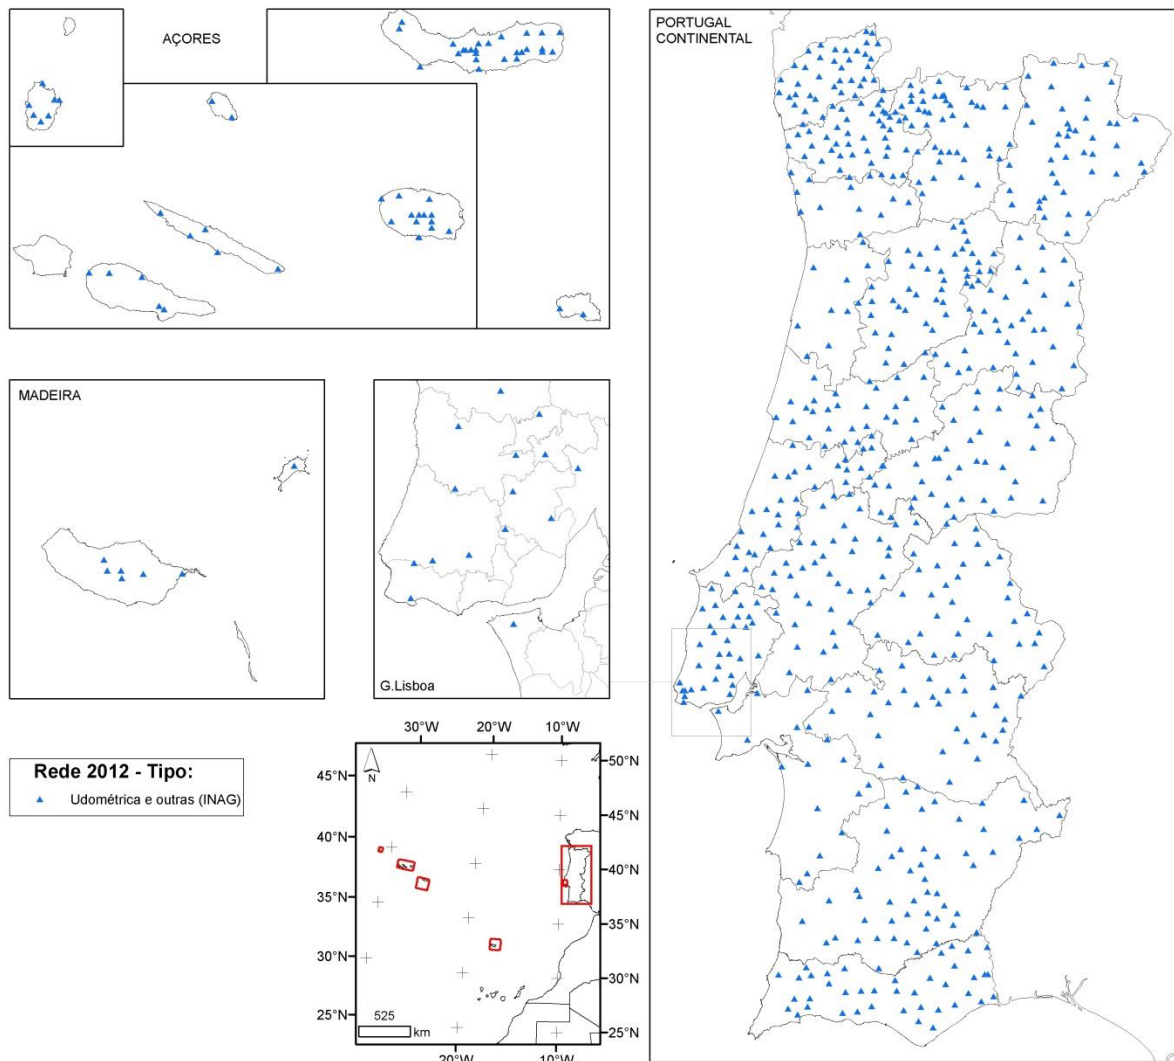 AÇORES
PORTUGAL
CONTINENTAL
MADEIRA
G.Lisboa
Rede 2012 - Tipo:
Udométrica e outras (INAG)
30°W
20°W
10°W
N
45°N
50°N
40°N
45°N
35°N
40°N
30°N
35°N
25°N
30°N
525
km
25°N
20°W
10°W